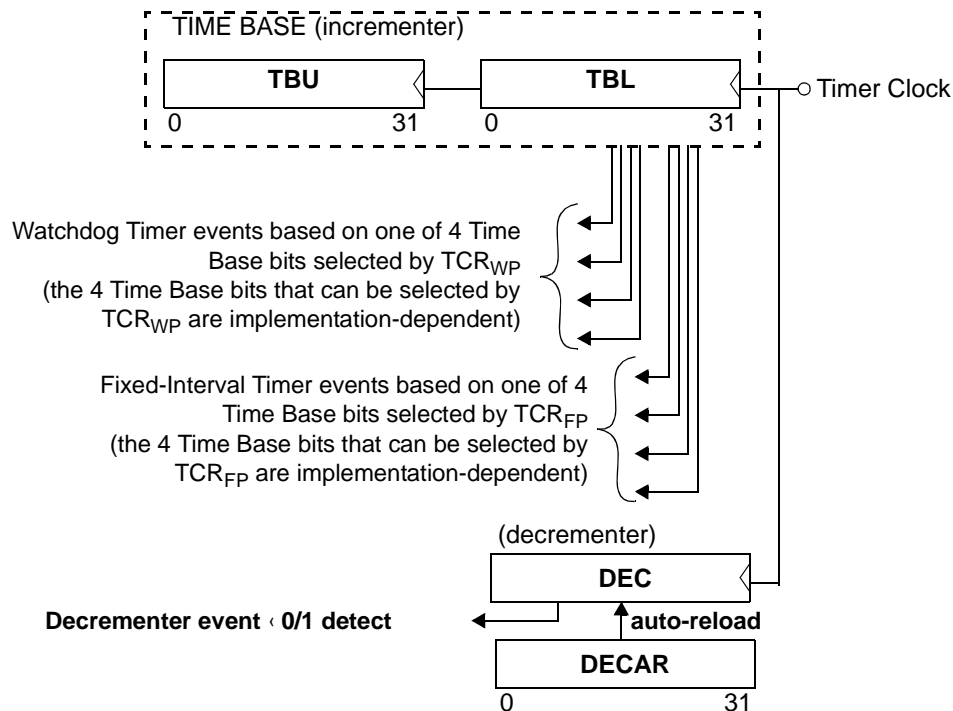 TIME BASE (incrementer)
TBU
TBL
Timer Clock
0 31 0 31
Watchdog Timer events based on one of 4 Time
Base bits selected by TCRWP
(the 4 Time Base bits that can be selected by
TCRWP are implementation-dependent)
Fixed-Interval Timer events based on one of 4
Time Base bits selected by TCRFP
(the 4 Time Base bits that can be selected by
TCRFP are implementation-dependent)
(decrementer)
DEC
Decrementer event ‹ 0/1 detect
auto-reload
DECAR
0 31